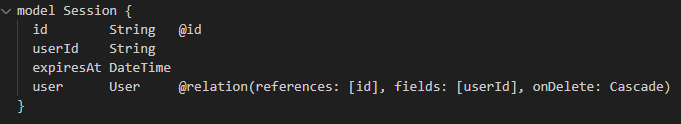 model Session {
id String @id
userId String
expiresAt DateTime
user User @relation(references: [id], fields: [userId], onDelete: Cascade)
}